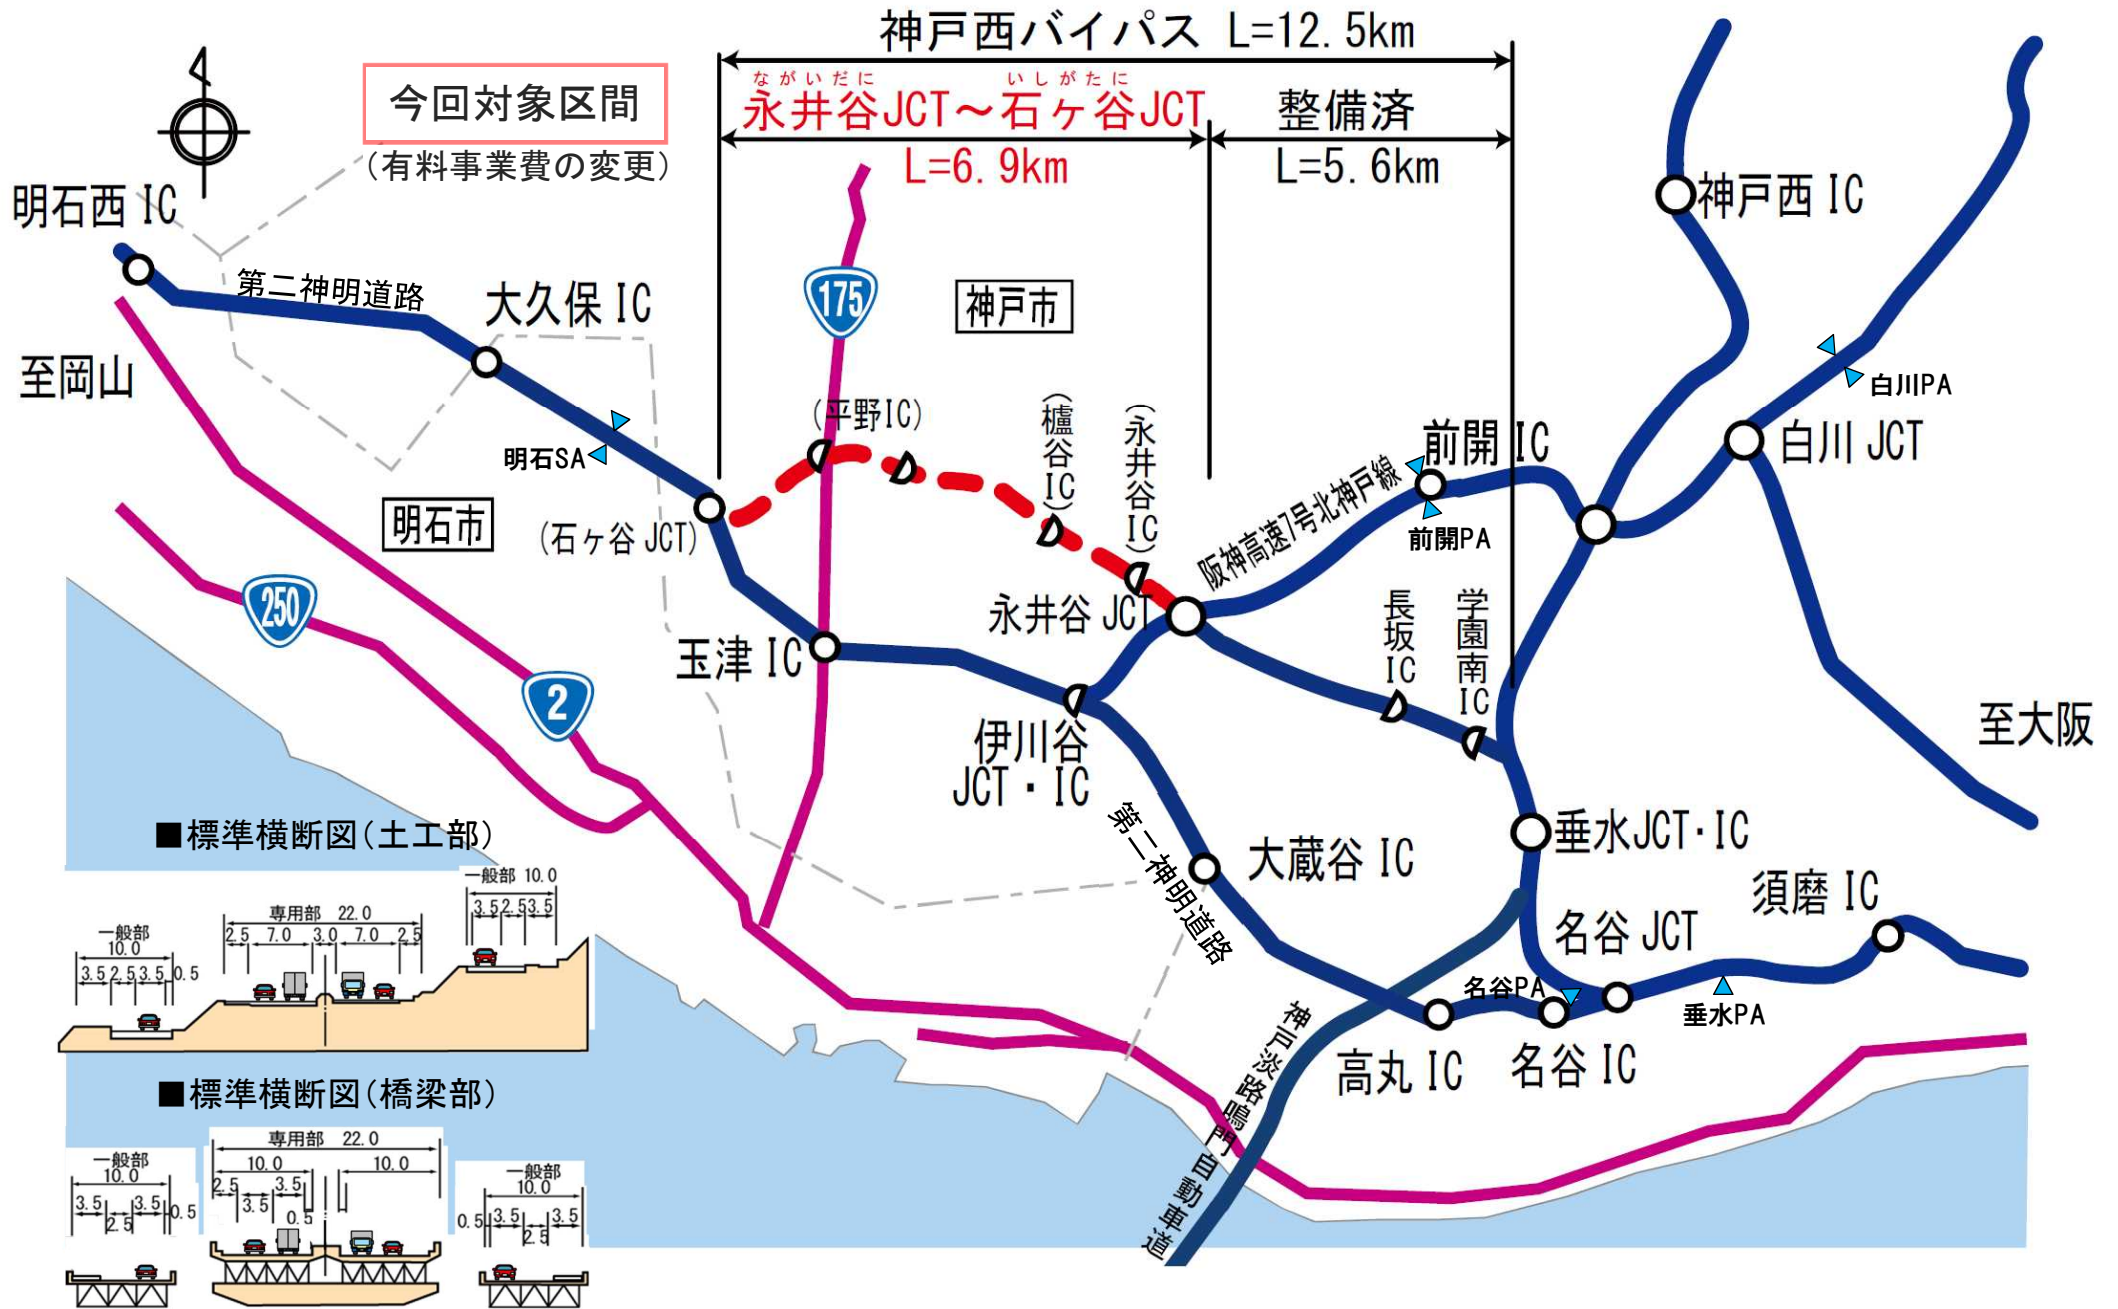 神戸西バイパス L=12.5km
ながいだに いしがたに
永井谷JCT～石ヶ谷JCT
L=6.9km
整備済
L=5.6km
今回対象区間
(有料事業費の変更)
明石西 IC
第二神明道路
大久保 IC
至岡山
明石SA
明石市
(石ヶ谷 JCT)
175
神戸市
(平野IC)
(櫨谷IC)
(永井谷IC)
永井谷 JCT
阪神高速7号北神戸線
前開 IC
前開PA
神戸西 IC
白川PA
白川 JCT
250
2
玉津 IC
伊川谷
JCT・IC
長坂IC
学園南IC
至大阪
第二神明道路
大蔵谷 IC
垂水JCT・IC
須磨 IC
名谷 JCT
名谷PA
垂水PA
高丸 IC
名谷 IC
神戸淡路鳴門自動車道
■標準横断図(土工部)
一般部 10.0
3.5 2.5 3.5
専用部 22.0
2.5 7.0 3.0 7.0 2.5
一般部
10.0
3.5 2.5 3.5 0.5
■標準横断図(橋梁部)
専用部 22.0
10.0 10.0
2.5 3.5
3.5
0.5
一般部
10.0
3.5 3.5 0.5
2.5
一般部
10.0
0.5 3.5 3.5
2.5